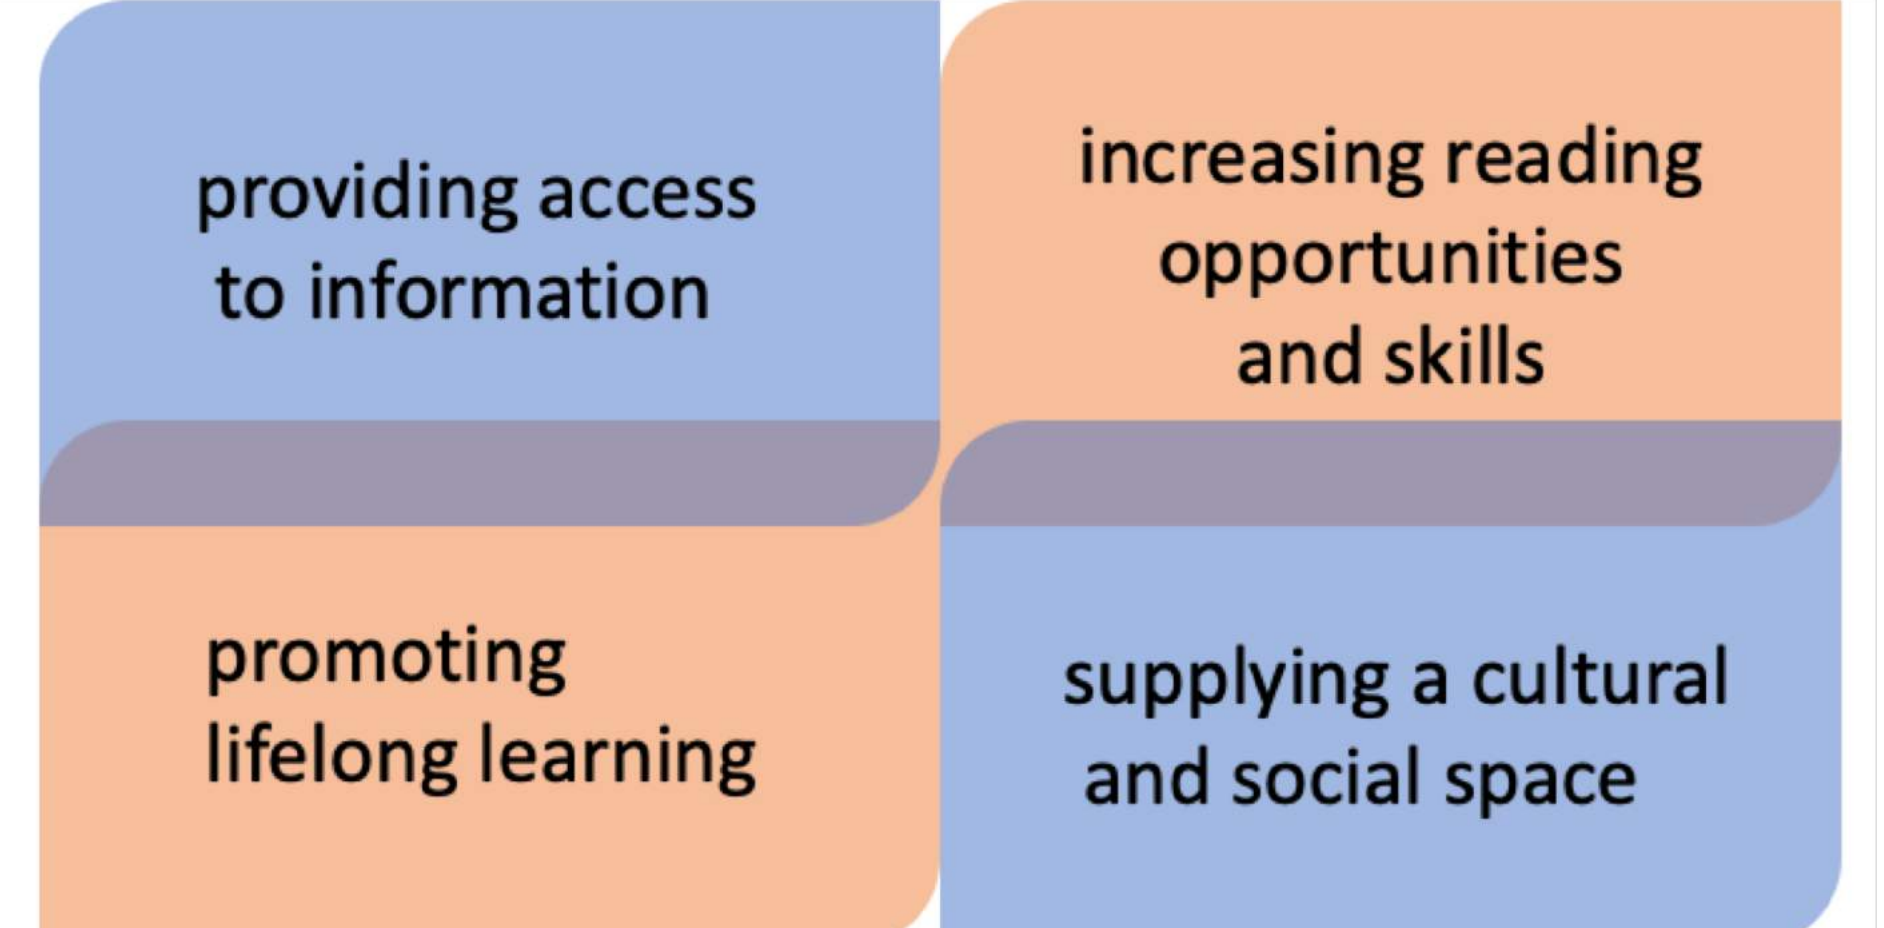 providing access
to information
increasing reading
opportunities
and skills
promoting
lifelong learning
supplying a cultural
and social space